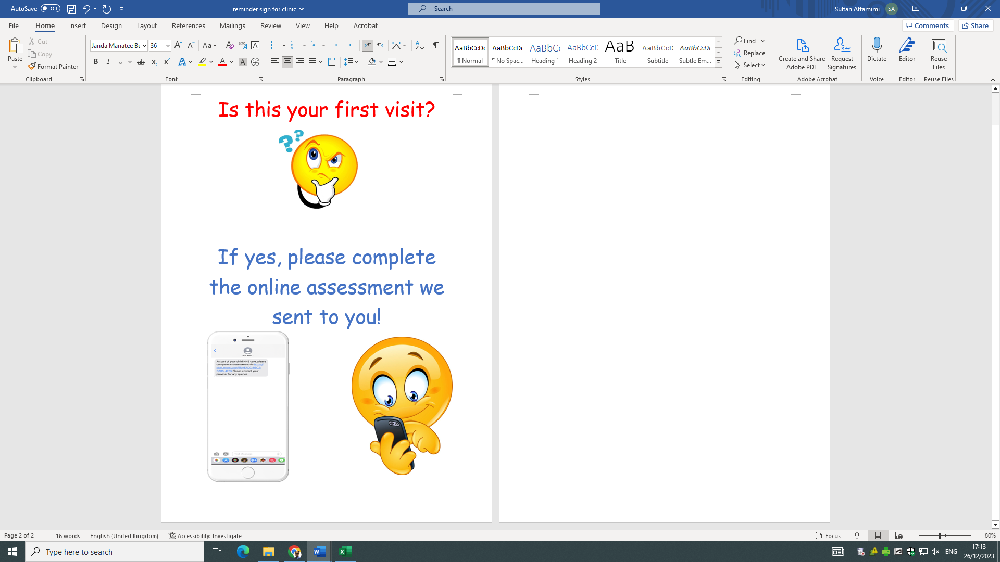 AutoSave Off reminder sign for clinic Search Sultan Attamimi SA
File Home Insert Design Layout References Mailings Review View Help Acrobat Comments Share
Paste Cut Copy Format Painter
Clipboard
Janda Manatee Bu 36
Font
Paragraph
AaBbCcDc AaBbCcDc AaBbCc AaBbCcD AaB AaBbCcD AaBbCcDc
¶ Normal ¶ No Spac... Heading 1 Heading 2 Title Subtitle Subtle Em...
Styles
Find
Replace
Select
Editing
Create and Share Adobe PDF Request Signatures
Adobe Acrobat
Dictate
Voice
Editor
Editor
Reuse Files
Reuse Files
Is this your first visit?
??
If yes, please complete
the online assessment we
sent to you!
As part of your child NHS care, please
complete an assessment via https://
Please contact your
provider for any queries
Text Message
Page 2 of 2 16 words English (United Kingdom) Accessibility: Investigate Focus 80%
Type here to search ENG 17:13
26/12/2023